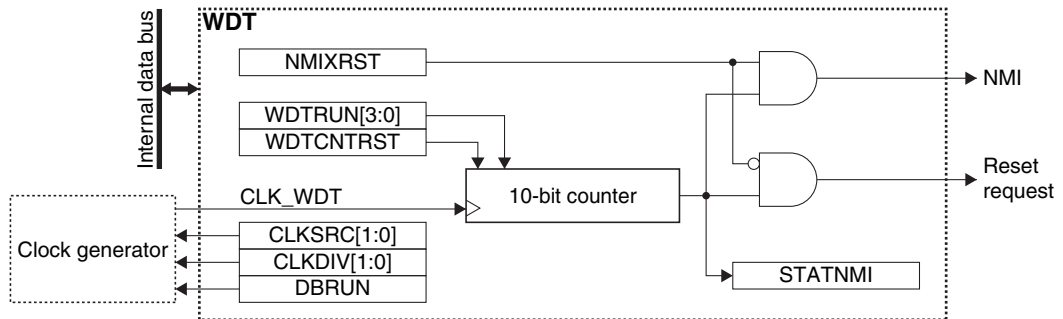 Internal data bus
WDT
NMIXRST
NMI
WDTRUN[3:0]
WDTCNTRST
Reset
request
10-bit counter
CLK_WDT
Clock generator
CLKSRC[1:0]
CLKDIV[1:0]
DBRUN
STATNMI